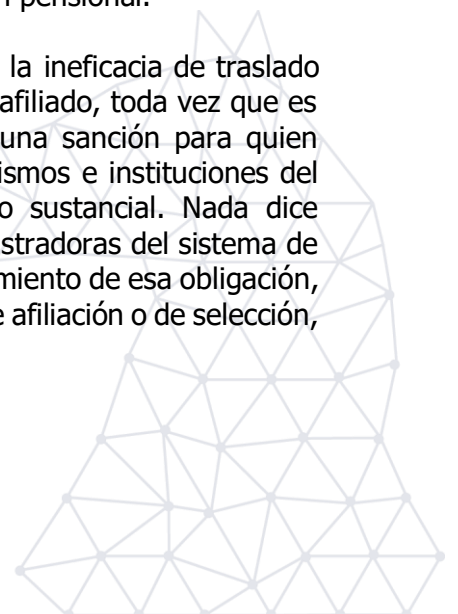 pensional.
la ineficacia de traslado
afiliado, toda vez que es
una sanción para quien
ismos e instituciones del
o sustancial. Nada dice
stradoras del sistema de
miento de esa obligación,
e afiliación o de selección,